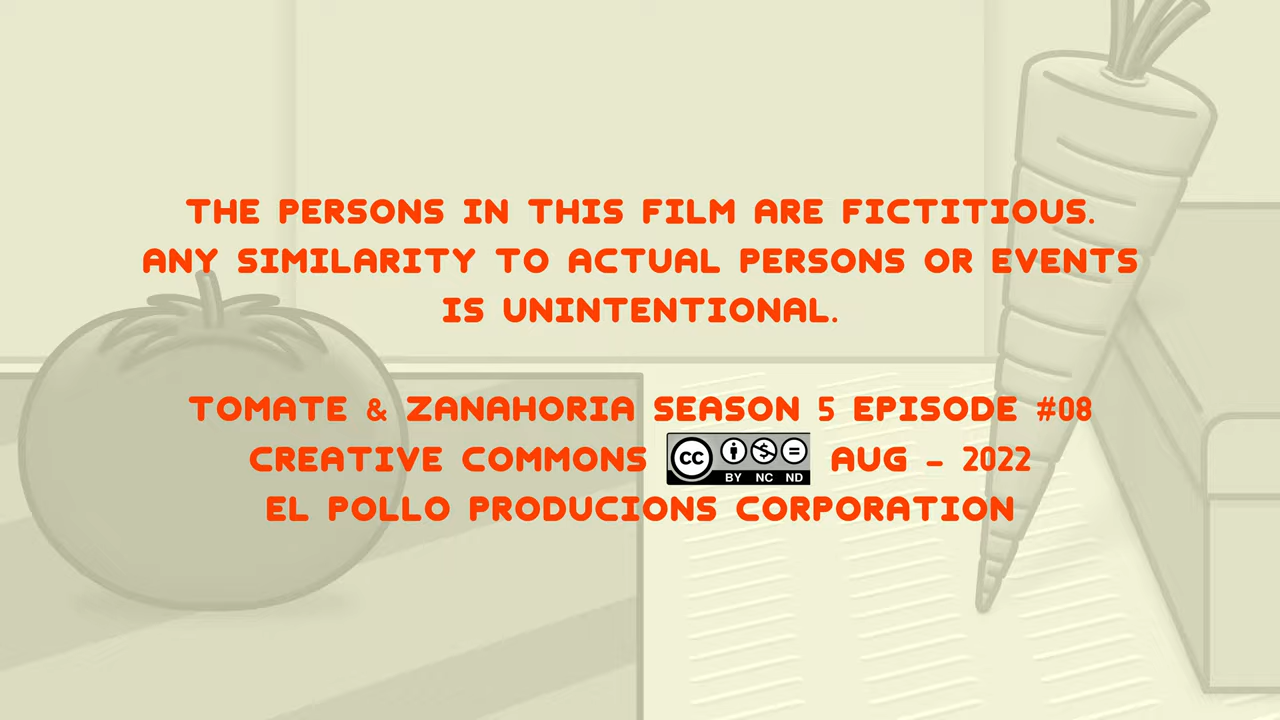 THE PERSONS IN THIS FILM ARE FICTITIOUS.
ANY SIMILARITY TO ACTUAL PERSONS OR EVENTS
IS UNINTENTIONAL.
TOMATE & ZANAHORIA SEASON 5 EPISODE #08
CREATIVE COMMONS CC BY NC ND AUG - 2022
EL POLLO PRODUCIONS CORPORATION